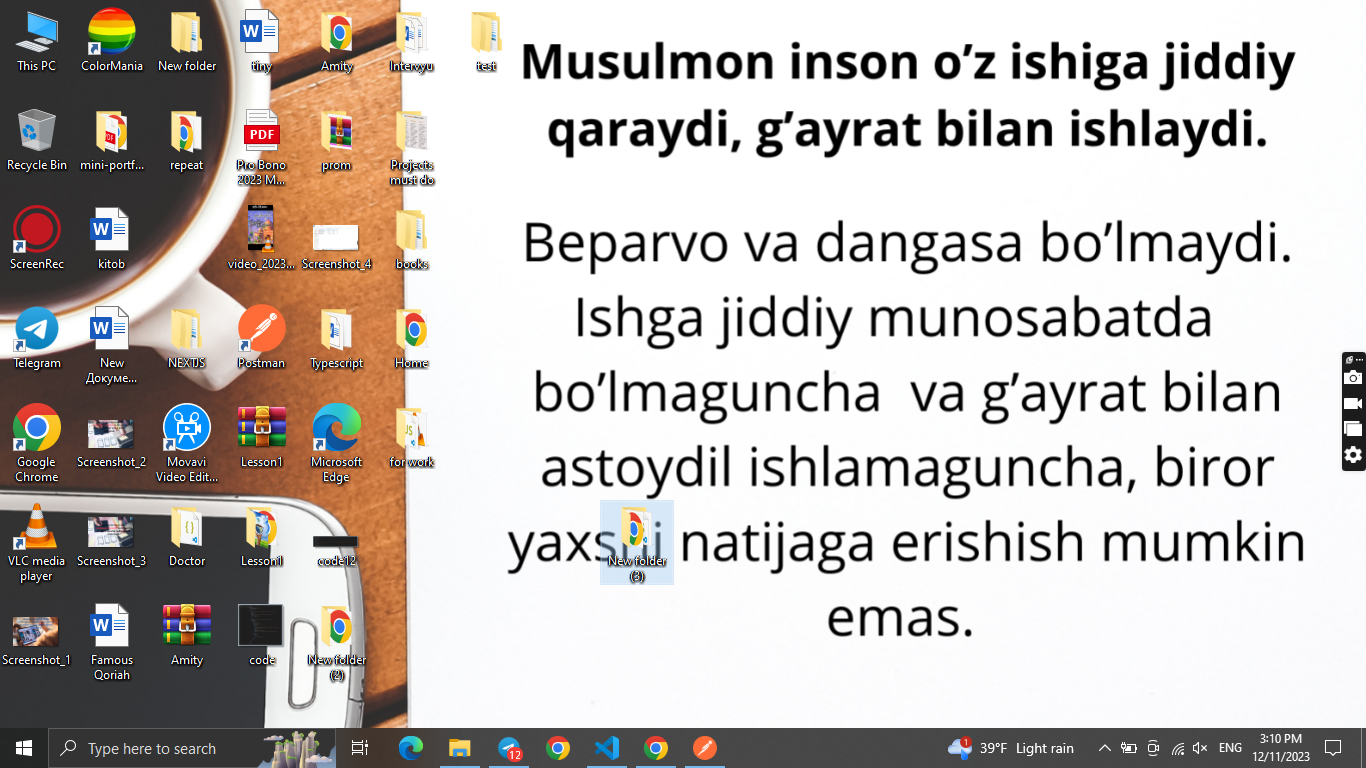 This PC
ColorMania
New folder
tiny
Amity
Intervyu
test
Musulmon inson o’z ishiga jiddiy
qaraydi, g’ayrat bilan ishlaydi.
Recycle Bin
mini-portf...
repeat
PDF
Pro Bono
2023 M...
prom
Projects
must do
Beparvo va dangasa bo’lmaydi.
Ishga jiddiy munosabatda
bo’lmaguncha va g’ayrat bilan
astoydil ishlamaguncha, biror
natijaga erishish mumkin
emas.
ScreenRec
kitob
video_2023...
Screenshot_4
books
Telegram
New
Докуме...
NEXTJS
Postman
Typescript
Home
Google
Chrome
Screenshot_2
Movavi
Video Edit...
Lesson1
Microsoft
Edge
for work
VLC media
player
Screenshot_3
Doctor
Lesson1
code12
New folder
(3)
Screenshot_1
Famous
Qoriah
Amity
code
New folder
(2)
Type here to search
12
1
39°F Light rain
ENG
3:10 PM
12/11/2023